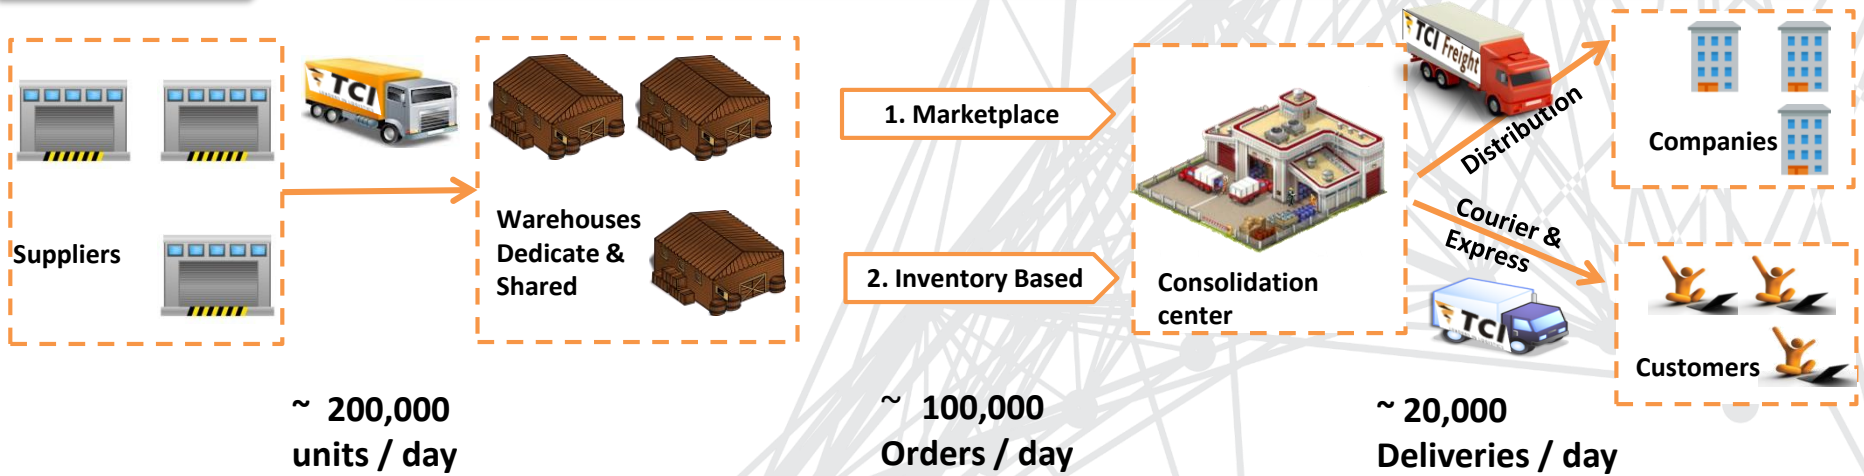 Suppliers
TCI
Warehouses
Dedicate &
Shared
1. Marketplace
2. Inventory Based
Consolidation
center
TCI Freight
Distribution
Courier &
Express
TCI
Companies
Customers
~ 200,000
units / day
~ 100,000
Orders / day
~ 20,000
Deliveries / day